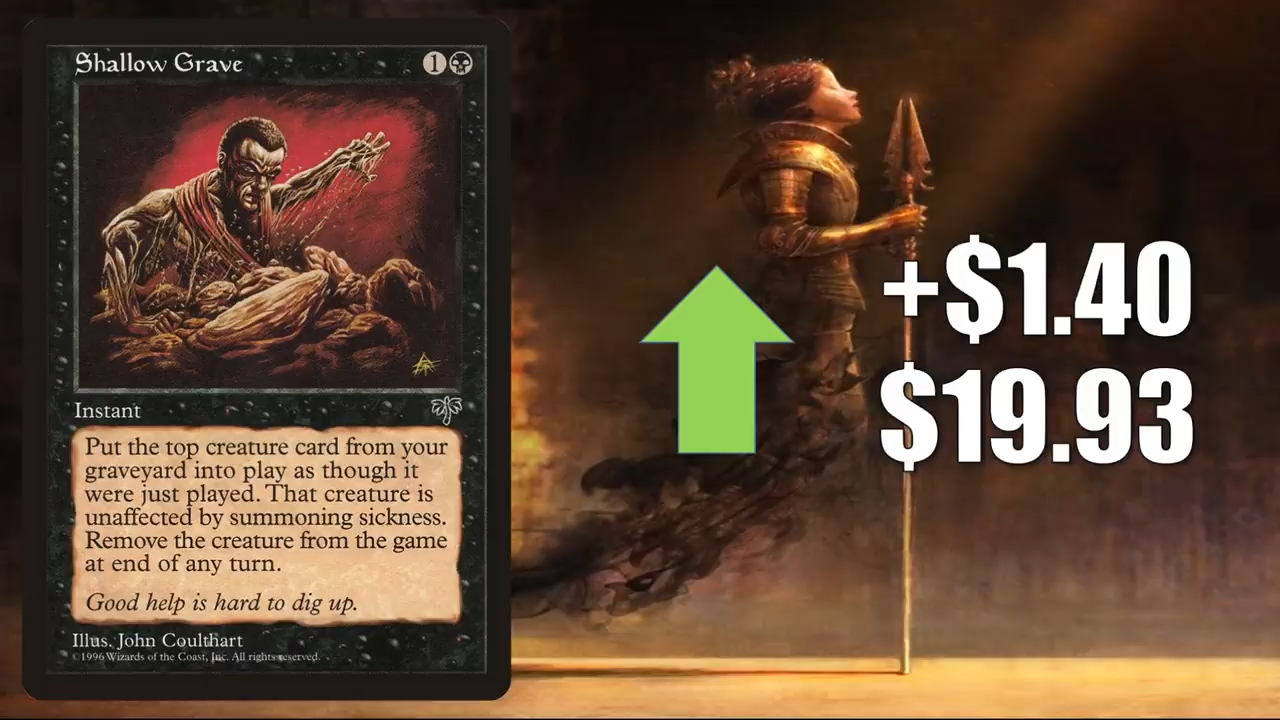 Shallow Grave 1
Instant
Put the top creature card from your
graveyard into play as though it
were just played. That creature is
unaffected by summoning sickness.
Remove the creature from the game
at end of any turn.
Good help is hard to dig up.
Illus. John Coulthart
©1996 Wizards of the Coast, Inc. All rights reserved.
+$1.40
$19.93